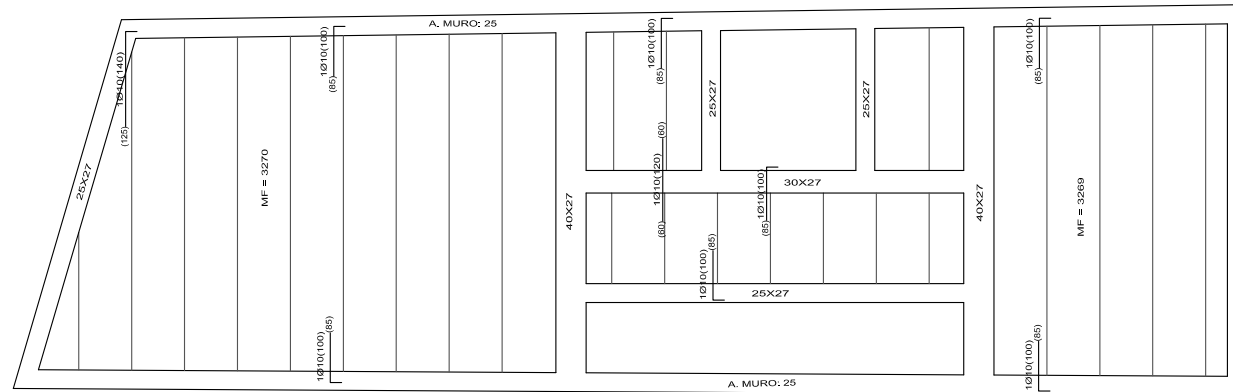 A. MURO: 25
1Ø10(140)
(125)
1Ø10(100)
(85)
1Ø10(100)
(85)
1Ø10(100)
(85)
25X27
25X27
25X27
MF = 3270
(60)
1Ø10(120)
(60)
1Ø10(100)
(85)
30X27
40X27
40X27
MF = 3269
(85)
1Ø10(100)
25X27
(85)
1Ø10(100)
(85)
1Ø10(100)
A. MURO: 25